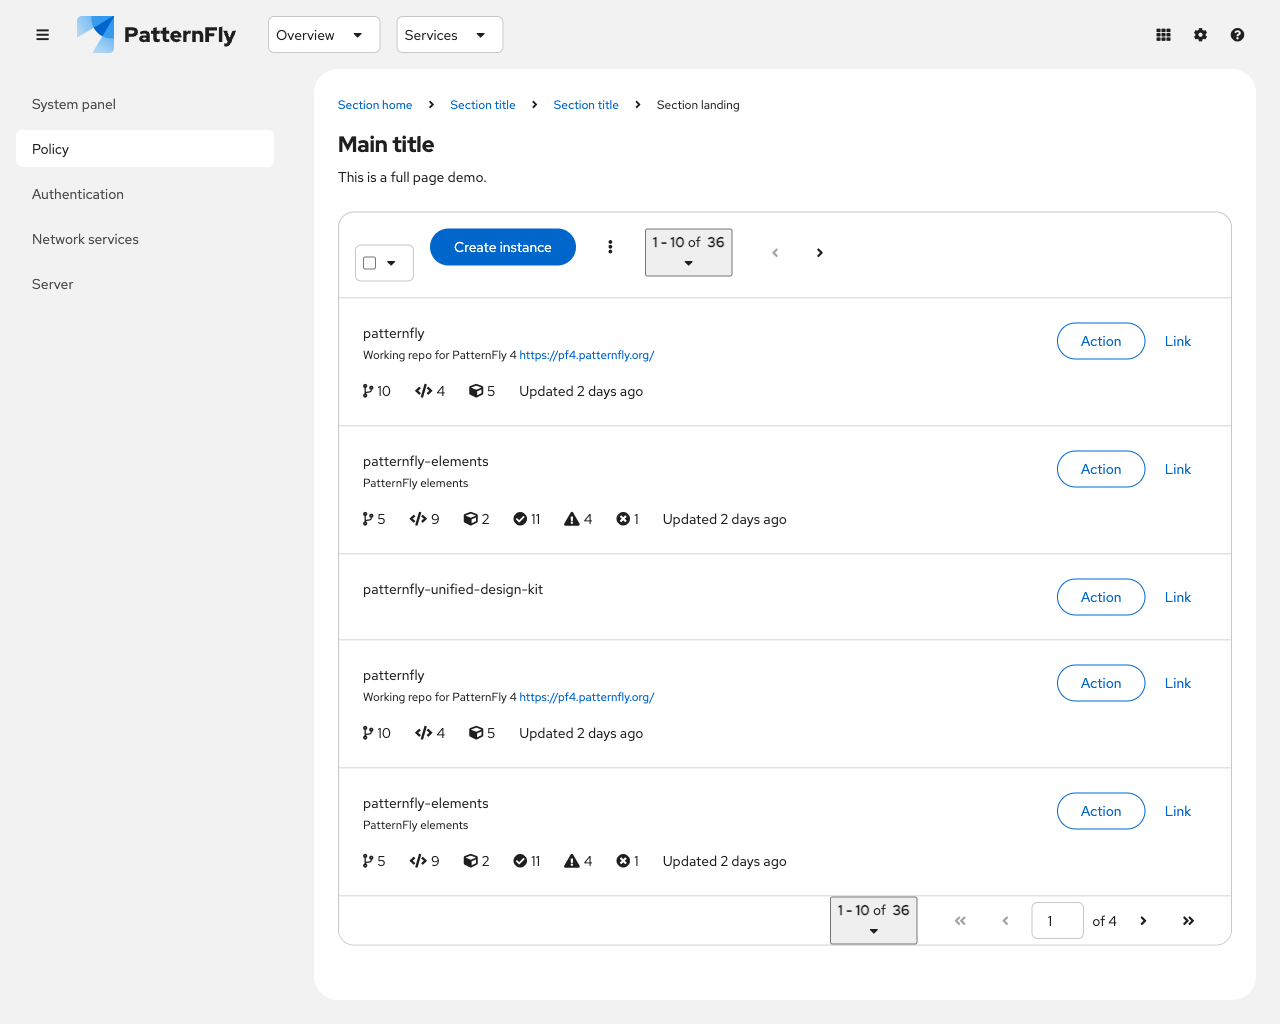 PatternFly
Overview
Services
System panel
Policy
Authentication
Network services
Server
Section home
Section title
Section title
Section landing
Main title
This is a full page demo.
Create instance
1 - 10 of 36
patternfly
Working repo for PatternFly 4 https://pf4.patternfly.org/
10 4 5 Updated 2 days ago
Action
Link
patternfly-elements
PatternFly elements
5 9 2 11 4 1 Updated 2 days ago
Action
Link
patternfly-unified-design-kit
Action
Link
patternfly
Working repo for PatternFly 4 https://pf4.patternfly.org/
10 4 5 Updated 2 days ago
Action
Link
patternfly-elements
PatternFly elements
5 9 2 11 4 1 Updated 2 days ago
Action
Link
1 - 10 of 36
1 of 4